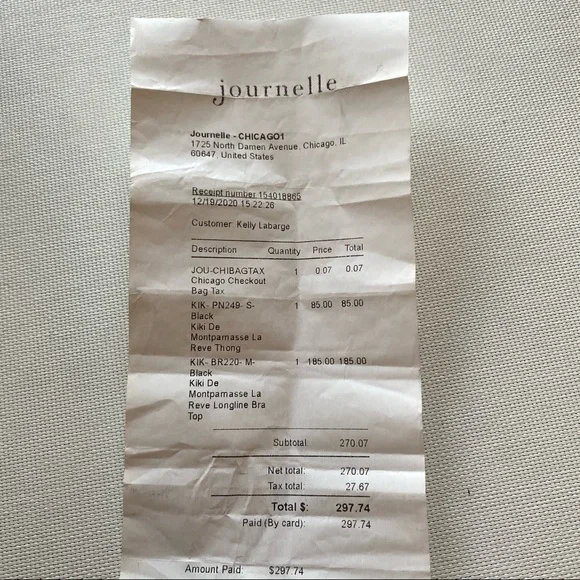 journelle
Journelle - CHICAGO1
1725 North Damen Avenue, Chicago, IL
60647, United States
Receipt number 154018865
12/19/2020 15:22:26
Customer: Kelly Labarge
Description Quantity Price Total
JOU-CHIBAGTAX 1 0.07 0.07
Chicago Checkout
Bag Tax
KIK- PN249- S- 1 85.00 85.00
Black
Kiki De
Montparnasse La
Reve Thong
KIK- BR220- M- 1 185.00 185.00
Black
Kiki De
Montparnasse La
Reve Longline Bra
Top
Subtotal: 270.07
Net total: 270.07
Tax total: 27.67
Total $: 297.74
Paid (By card): 297.74
Amount Paid: $297.74